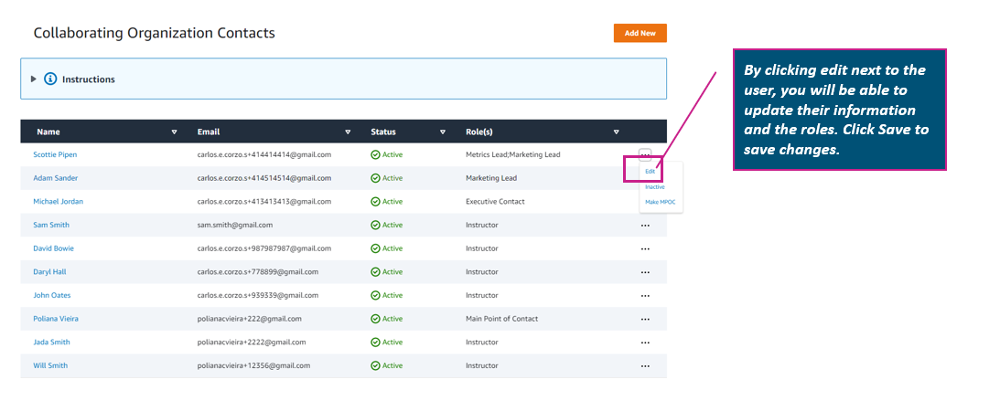 Collaborating Organization Contacts
Add New
By clicking edit next to the
user, you will be able to
update their information
and the roles. Click Save to
save changes.
Instructions
Name Email Status Role(s)
Scottie Pipen carlos.e.corzo.s+414414414@gmail.com Active Metrics Lead;Marketing Lead
Adam Sander carlos.e.corzo.s+414514514@gmail.com Active Marketing Lead
Edit
Inactive
Michael Jordan carlos.e.corzo.s+413413413@gmail.com Active Executive Contact
Make MPOC
Sam Smith sam.smith@gmail.com Active Instructor
David Bowie carlos.e.corzo.s+987987987@gmail.com Active Instructor
Daryl Hall carlos.e.corzo.s+778899@gmail.com Active Instructor
John Oates carlos.e.corzo.s+939339@gmail.com Active Instructor
Poliana Vieira polianacvieira+222@gmail.com Active Main Point of Contact
Jada Smith polianacvieira+2222@gmail.com Active Instructor
Will Smith polianacvieira+12356@gmail.com Active Instructor